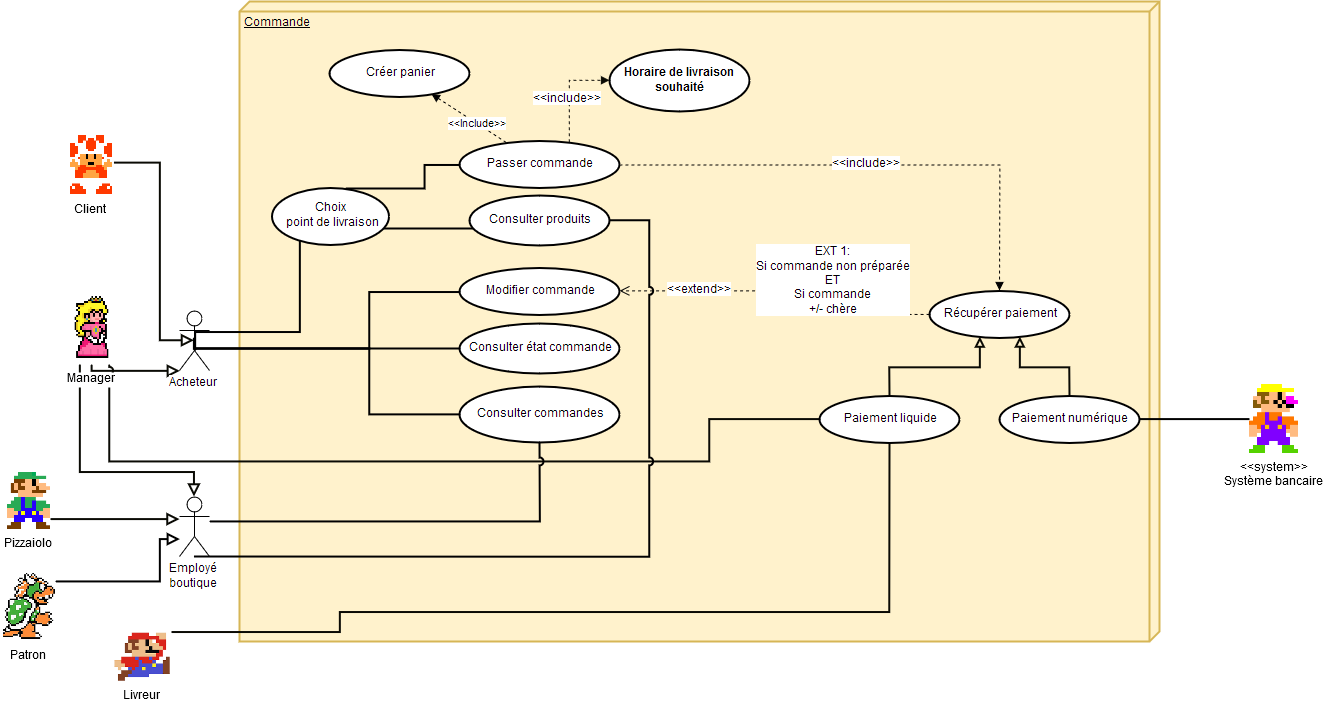 Commande
Créer panier
Horaire de livraison
souhaité
<<include>>
<<Include>>
Passer commande
<<include>>
Client
Choix
point de livraison
Consulter produits
EXT 1:
Si commande non préparée
ET
Si commande
+/- chère
<<extend>>
Modifier commande
Récupérer paiement
Consulter état commande
Manager
Acheteur
Consulter commandes
Paiement liquide
Paiement numérique
<<system>>
Système bancaire
Pizzaiolo
Employé
boutique
Patron
Livreur